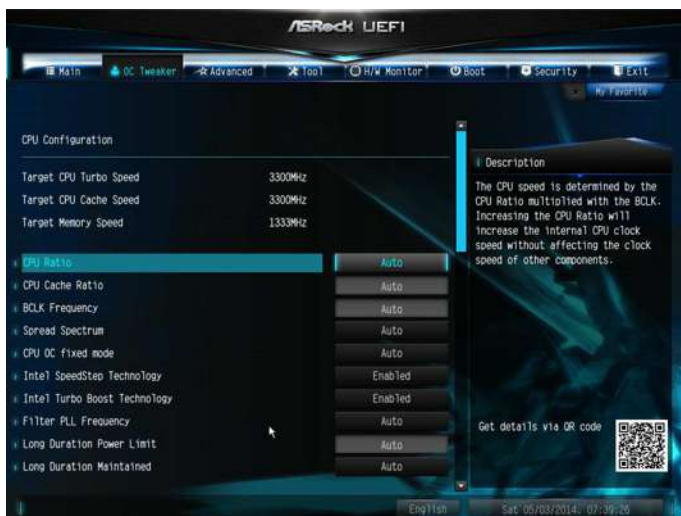 ASRock UEFI
Main OC Tweaker Advanced Tool H/W Monitor Boot Security Exit
My Favorite
CPU Configuration
Target CPU Turbo Speed 3300MHz
Target CPU Cache Speed 3300MHz
Target Memory Speed 1333MHz
CPU Ratio Auto
CPU Cache Ratio Auto
BCLK Frequency Auto
Spread Spectrum Auto
CPU OC fixed mode Auto
Intel SpeedStep Technology Enabled
Intel Turbo Boost Technology Enabled
Filter PLL Frequency Auto
Long Duration Power Limit Auto
Long Duration Maintained Auto
Description
The CPU speed is determined by the
CPU Ratio multiplied with the BCLK.
Increasing the CPU Ratio will
increase the internal CPU clock
speed without affecting the clock
speed of other components.
Get details via QR code
English
Sat 05/03/2014, 07:39:26